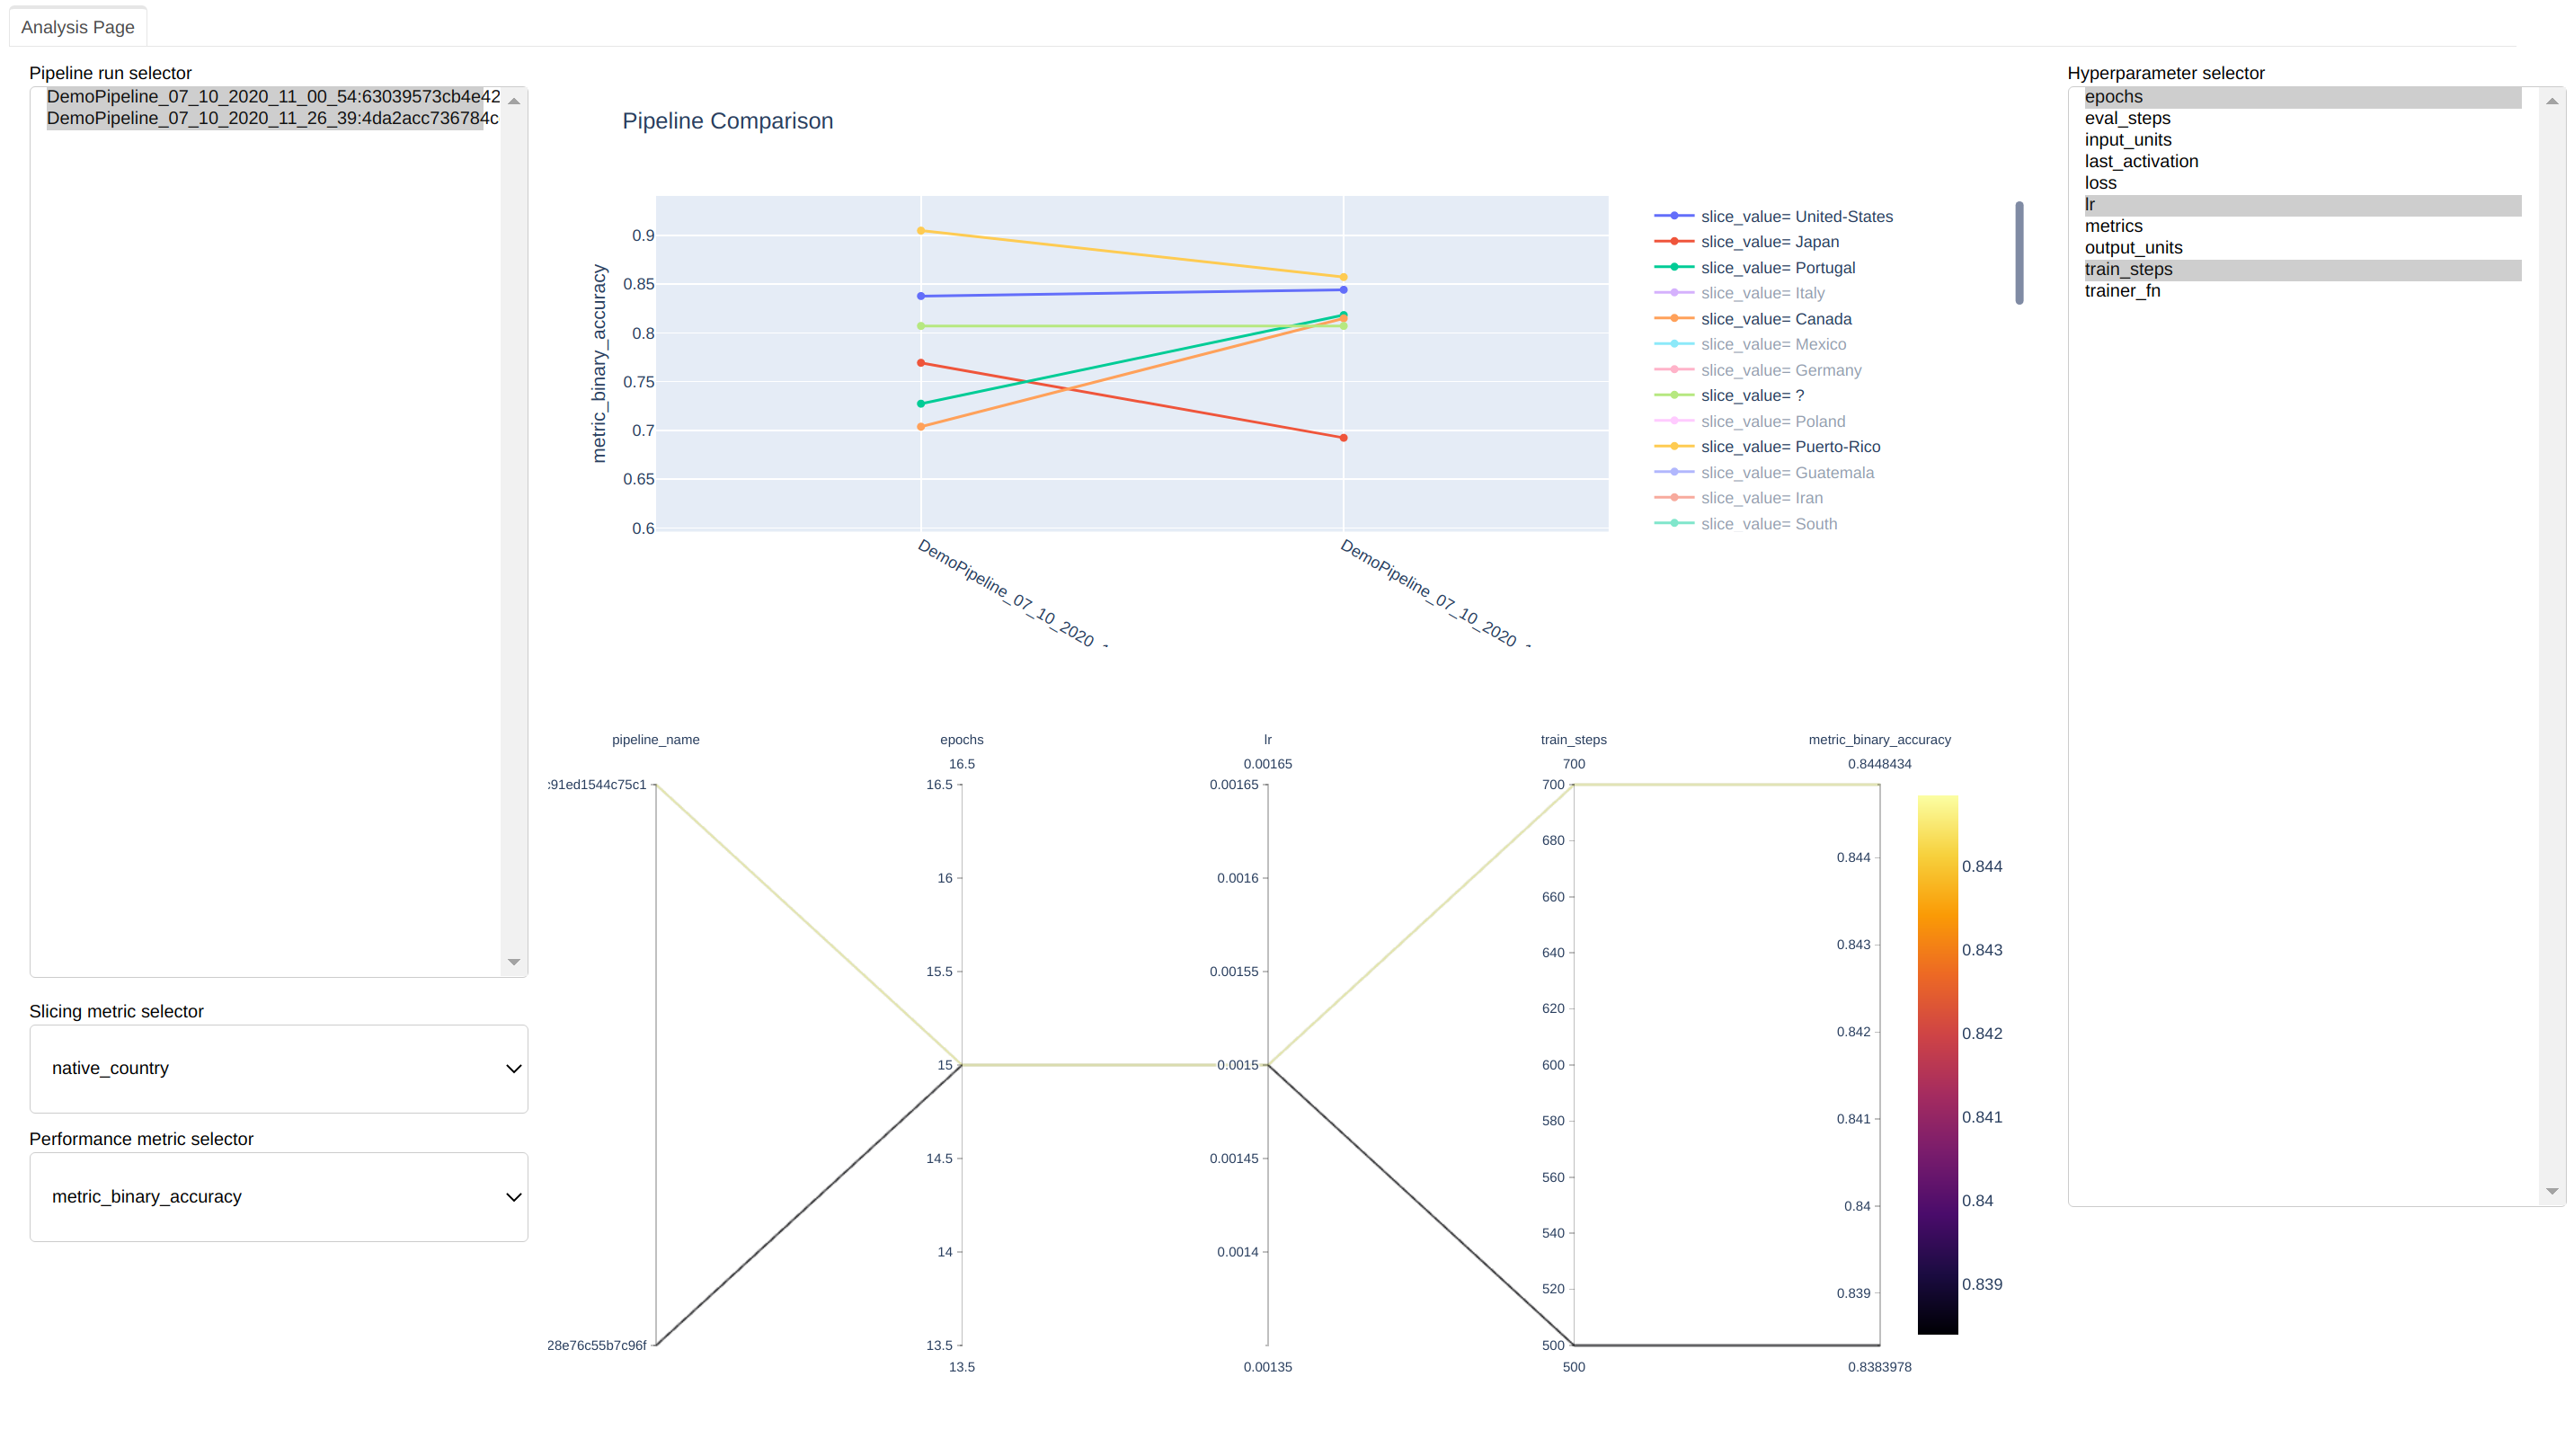 Analysis Page
Pipeline run selector
DemoPipeline_07_10_2020_11_00_54:63039573cb4e42
DemoPipeline_07_10_2020_11_26_39:4da2acc736784c
Slicing metric selector
native_country
Performance metric selector
metric_binary_accuracy
Pipeline Comparison
metric_binary_accuracy
0.9
0.85
0.8
0.75
0.7
0.65
0.6
DemoPipeline_07_10_2020
DemoPipeline_07_10_2020
slice_value= United-States
slice_value= Japan
slice_value= Portugal
slice_value= Italy
slice_value= Canada
slice_value= Mexico
slice_value= Germany
slice_value= ?
slice_value= Poland
slice_value= Puerto-Rico
slice_value= Guatemala
slice_value= Iran
slice_value= South
pipeline_name
c91ed1544c75c1
28e76c55b7c96f
epochs
16.5
16.5
16
15.5
15
14.5
14
13.5
13.5
lr
0.00165
0.00165
0.0016
0.00155
0.0015
0.00145
0.0014
0.00135
train_steps
700
700
680
660
640
620
600
580
560
540
520
500
500
metric_binary_accuracy
0.8448434
0.844
0.843
0.842
0.841
0.84
0.839
0.8383978
0.844
0.843
0.842
0.841
0.84
0.839
Hyperparameter selector
epochs
eval_steps
input_units
last_activation
loss
lr
metrics
output_units
train_steps
trainer_fn